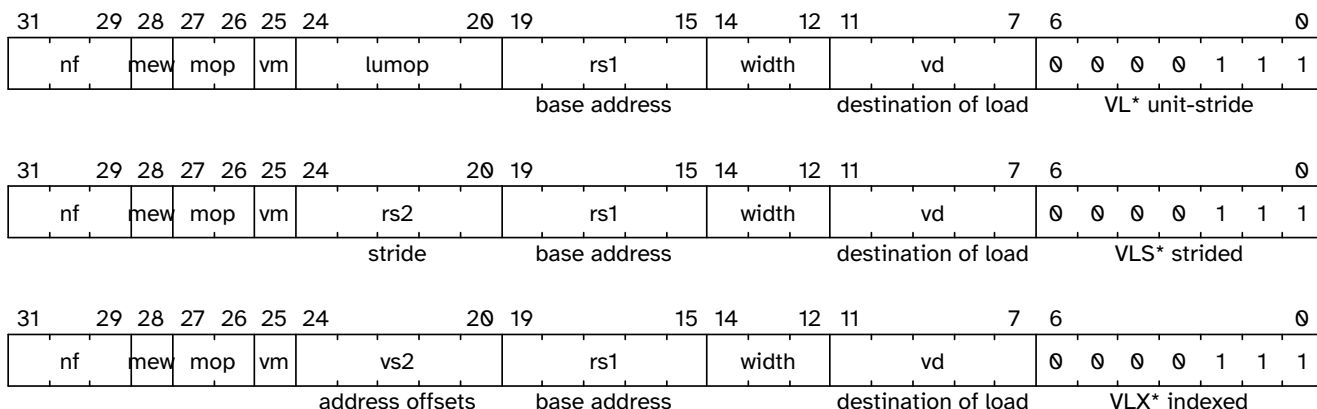 31 29 28 27 26 25 24 20 19 15 14 12 11 7 6 0
nf mew mop vm lumop rs1 width vd 0 0 0 0 1 1 1
base address destination of load VL* unit-stride
31 29 28 27 26 25 24 20 19 15 14 12 11 7 6 0
nf mew mop vm rs2 rs1 width vd 0 0 0 0 1 1 1
stride base address destination of load VLS* strided
31 29 28 27 26 25 24 20 19 15 14 12 11 7 6 0
nf mew mop vm vs2 rs1 width vd 0 0 0 0 1 1 1
address offsets base address destination of load VLX* indexed